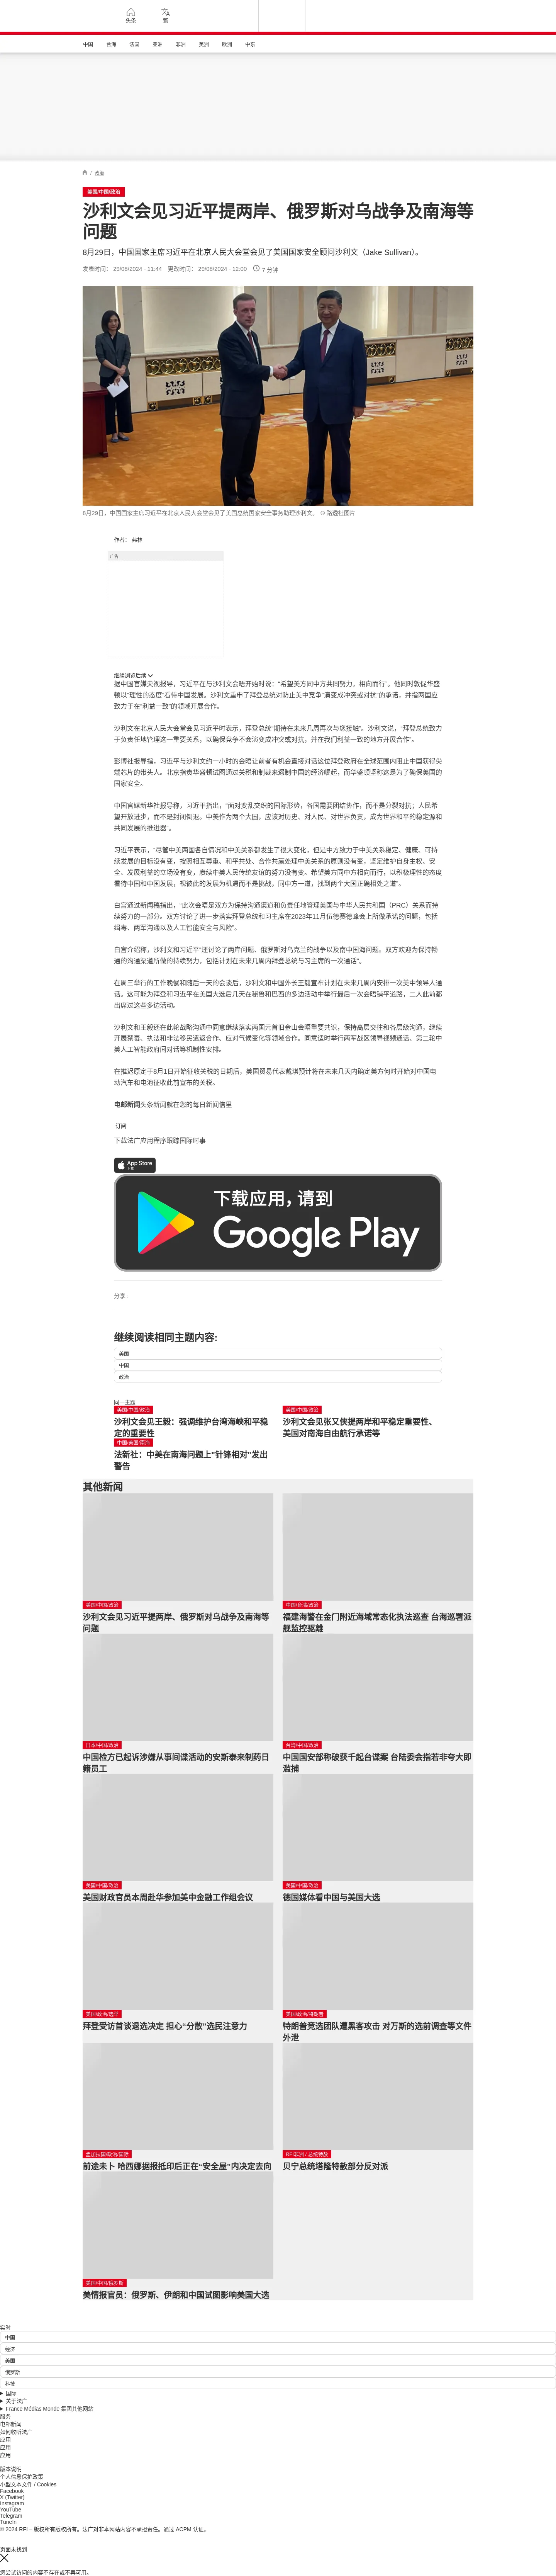 头条
繁
中国 台海 法国 亚洲 非洲 美洲 欧洲 中东
/ 政治
美国/中国/政治
沙利文会见习近平提两岸、俄罗斯对乌战争及南海等
问题
8月29日，中国国家主席习近平在北京人民大会堂会见了美国国家安全顾问沙利文（Jake Sullivan）。
发表时间： 29/08/2024 - 11:44 更改时间： 29/08/2024 - 12:00 7 分钟
8月29日，中国国家主席习近平在北京人民大会堂会见了美国总统国家安全事务助理沙利文。 © 路透社图片
作者： 弗林
广告
继续浏览后续
据中国官媒央视报导，习近平在与沙利文会晤开始时说：“希望美方同中方共同努力，相向而行”。他同时敦促华盛
顿以“理性的态度”看待中国发展。沙利文重申了拜登总统对防止美中竞争“演变成冲突或对抗”的承诺，并指两国应
致力于在“利益一致”的领域开展合作。
沙利文在北京人民大会堂会见习近平时表示，拜登总统“期待在未来几周再次与您接触”。沙利文说，“拜登总统致力
于负责任地管理这一重要关系，以确保竞争不会演变成冲突或对抗，并在我们利益一致的地方开展合作”。
彭博社报导指，习近平与沙利文约一小时的会晤让前者有机会直接对话这位拜登政府在全球范围内阻止中国获得尖
端芯片的带头人。北京指责华盛顿试图通过关税和制裁来遏制中国的经济崛起，而华盛顿坚称这是为了确保美国的
国家安全。
中国官媒新华社报导称，习近平指出，“面对变乱交织的国际形势，各国需要团结协作，而不是分裂对抗；人民希
望开放进步，而不是封闭倒退。中美作为两个大国，应该对历史、对人民、对世界负责，成为世界和平的稳定源和
共同发展的推进器”。
习近平表示，“尽管中美两国各自情况和中美关系都发生了很大变化，但是中方致力于中美关系稳定、健康、可持
续发展的目标没有变，按照相互尊重、和平共处、合作共赢处理中美关系的原则没有变，坚定维护自身主权、安
全、发展利益的立场没有变，赓续中美人民传统友谊的努力没有变。希望美方同中方相向而行，以积极理性的态度
看待中国和中国发展，视彼此的发展为机遇而不是挑战，同中方一道，找到两个大国正确相处之道”。
白宫通过新闻稿指出，“此次会晤是双方为保持沟通渠道和负责任地管理美国与中华人民共和国（PRC）关系而持
续努力的一部分。双方讨论了进一步落实拜登总统和习主席在2023年11月伍德赛德峰会上所做承诺的问题，包括
缉毒、两军沟通以及人工智能安全与风险”。
白宫介绍称，沙利文和习近平“还讨论了两岸问题、俄罗斯对乌克兰的战争以及南中国海问题。双方欢迎为保持畅
通的沟通渠道所做的持续努力，包括计划在未来几周内拜登总统与习主席的一次通话”。
在周三举行的工作晚餐和随后一天的会谈后，沙利文和中国外长王毅宣布计划在未来几周内安排一次美中领导人通
话。这可能为拜登和习近平在美国大选后几天在秘鲁和巴西的多边活动中举行最后一次会晤铺平道路，二人此前都
出席过这些多边活动。
沙利文和王毅还在此轮战略沟通中同意继续落实两国元首旧金山会晤重要共识，保持高层交往和各层级沟通，继续
开展禁毒、执法和非法移民遣返合作、应对气候变化等领域合作。同意适时举行两军战区领导视频通话、第二轮中
美人工智能政府间对话等机制性安排。
在推迟原定于8月1日开始征收关税的日期后，美国贸易代表戴琪预计将在未来几天内确定美方何时开始对中国电
动汽车和电池征收此前宣布的关税。
电邮新闻头条新闻就在您的每日新闻信里
订阅
下载法广应用程序跟踪国际时事
App Store
下载
下载应用，请到
Google Play
分享 :
继续阅读相同主题内容:
美国
中国
政治
同一主题
美国/中国/政治
沙利文会见王毅：强调维护台湾海峡和平稳
定的重要性
美国/中国/政治
沙利文会见张又侠提两岸和平稳定重要性、
美国对南海自由航行承诺等
中国/美国/南海
法新社：中美在南海问题上"针锋相对"发出
警告
其他新闻
美国/中国/政治
沙利文会见习近平提两岸、俄罗斯对乌战争及南海等
问题
中国/台湾/政治
福建海警在金门附近海域常态化执法巡查 台海巡署派
舰监控驱離
日本/中国/政治
中国检方已起诉涉嫌从事间谍活动的安斯泰来制药日
籍员工
台湾/中国/政治
中国国安部称破获千起台谍案 台陆委会指若非夸大即
滥捕
美国/中国/政治
美国财政官员本周赴华参加美中金融工作组会议
美国/中国/政治
德国媒体看中国与美国大选
美国/政治/选举
拜登受访首谈退选决定 担心“分散”选民注意力
美国/政治/特朗普
特朗普竞选团队遭黑客攻击 对万斯的选前调查等文件
外泄
孟加拉国/政治/国际
前途未卜 哈西娜据报抵印后正在“安全屋”内决定去向
RFI亚洲 / 总统特赦
贝宁总统塔隆特赦部分反对派
美国/中国/俄罗斯
美情报官员：俄罗斯、伊朗和中国试图影响美国大选
实时
中国
经济
美国
俄罗斯
科技
国际
关于法广
France Médias Monde 集团其他网站
服务
电邮新闻
如何收听法广
应用
应用
应用
版本说明
个人信息保护政策
小型文本文件 / Cookies
Facebook
X (Twitter)
Instagram
YouTube
Telegram
TuneIn
© 2024 RFI – 版权所有版权所有。法广对非本网站内容不承担责任。通过 ACPM 认证。
页面未找到
您尝试访问的内容不存在或不再可用。